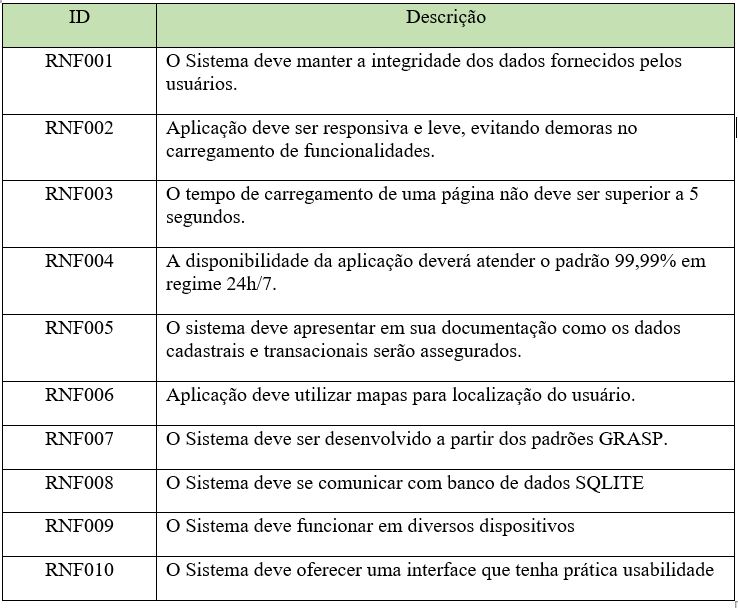 ID Descrição
RNF001 O Sistema deve manter a integridade dos dados fornecidos pelos
usuários.
RNF002 Aplicação deve ser responsiva e leve, evitando demoras no
carregamento de funcionalidades.
RNF003 O tempo de carregamento de uma página não deve ser superior a 5
segundos.
RNF004 A disponibilidade da aplicação deverá atender o padrão 99,99% em
regime 24h/7.
RNF005 O sistema deve apresentar em sua documentação como os dados
cadastrais e transacionais serão assegurados.
RNF006 Aplicação deve utilizar mapas para localização do usuário.
RNF007 O Sistema deve ser desenvolvido a partir dos padrões GRASP.
RNF008 O Sistema deve se comunicar com banco de dados SQLITE
RNF009 O Sistema deve funcionar em diversos dispositivos
RNF010 O Sistema deve oferecer uma interface que tenha prática usabilidade